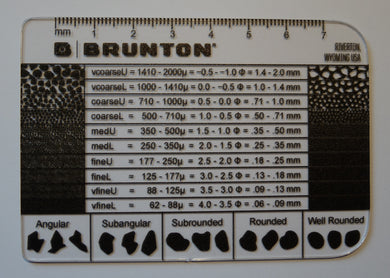 mm 1 2 3 4 5 6 7
BRUNTON
RIVERTON,
WYOMING USA
vcoarseU = 1410 - 2000µ = −0.5 - −1.0 Φ = 1.4 - 2.0 mm
vcoarseL = 1000 - 1410µ = 0.0 - −0.5 Φ = 1.0 - 1.4 mm
coarseU = 710 - 1000µ = 0.5 - 0.0 Φ = .71 - 1.0 mm
coarseL = 500 - 710µ = 1.0 - 0.5 Φ = .50 - .71 mm
medU = 350 - 500µ = 1.5 - 1.0 Φ = .35 - .50 mm
medL = 250 - 350µ = 2.0 - 1.5 Φ = .25 - .35 mm
fineU = 177 - 250µ = 2.5 - 2.0 Φ = .18 - .25 mm
fineL = 125 - 177µ = 3.0 - 2.5 Φ = .13 - .18 mm
vfineU = 88 - 125µ = 3.5 - 3.0 Φ = .09 - .13 mm
vfineL = 62 - 88µ = 4.0 - 3.5 Φ = .06 - .09 mm
Angular Subangular Subrounded Rounded Well Rounded